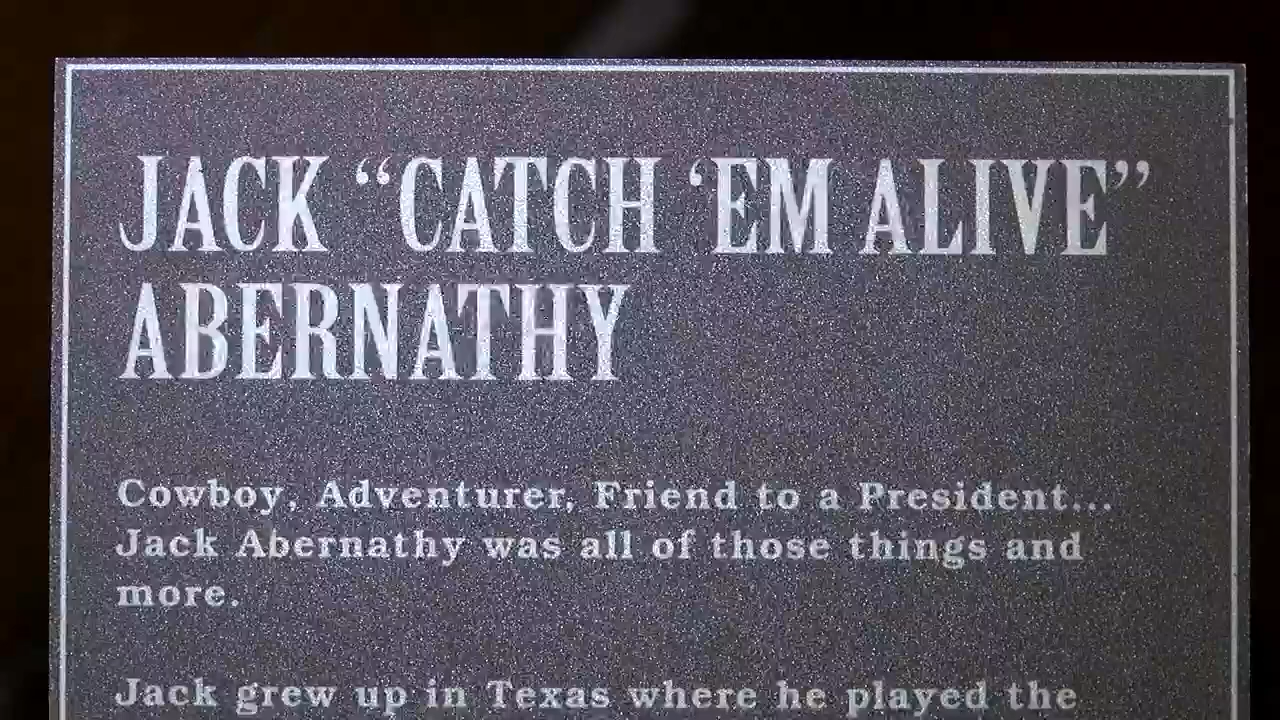 JACK “CATCH ‘EM ALIVE”
ABERNATHY
Cowboy, Adventurer, Friend to a President...
Jack Abernathy was all of those things and
more.
Jack grew up in Texas where he played the